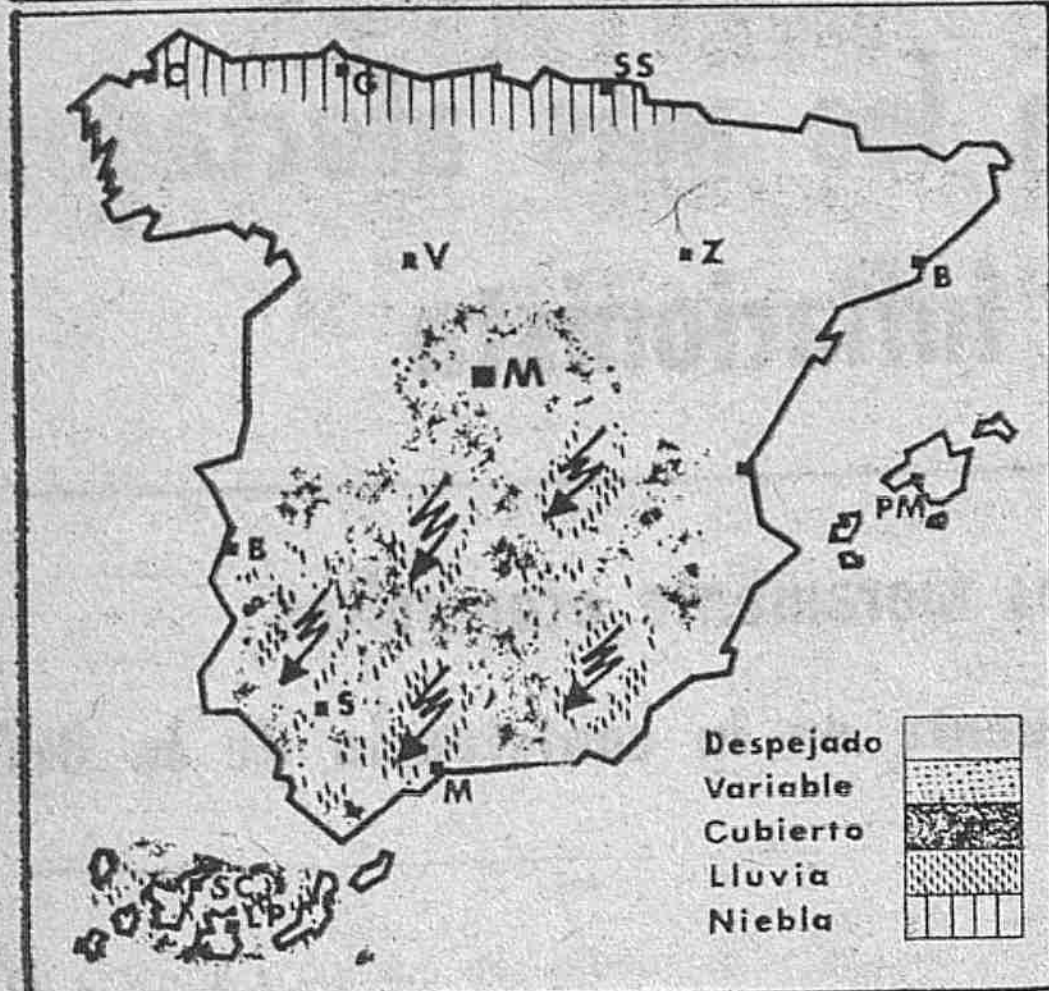 C
G
SS
V
Z
B
M
PM
B
S
M
Despejado
Variable
Cubierto
Lluvia
Niebla
SC
LP